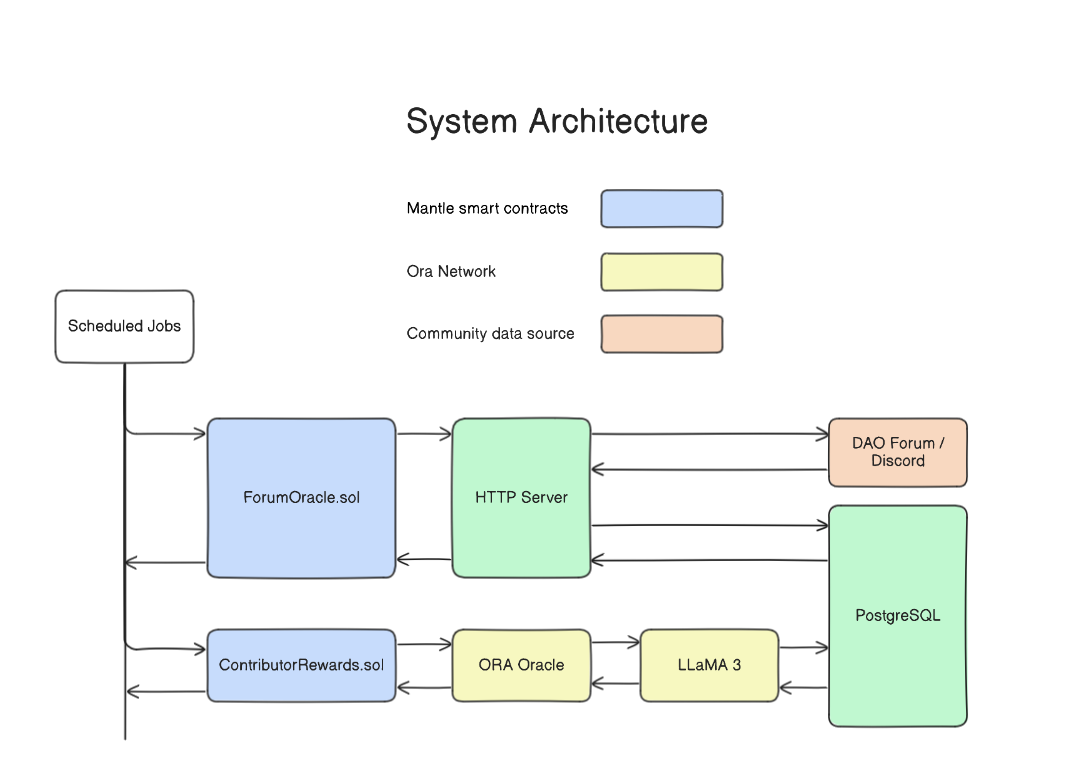 System Architecture
Mantle smart contracts
Ora Network
Community data source
Scheduled Jobs
ForumOracle.sol
HTTP Server
DAO Forum /
Discord
PostgreSQL
ContributorRewards.sol
ORA Oracle
LLaMA 3